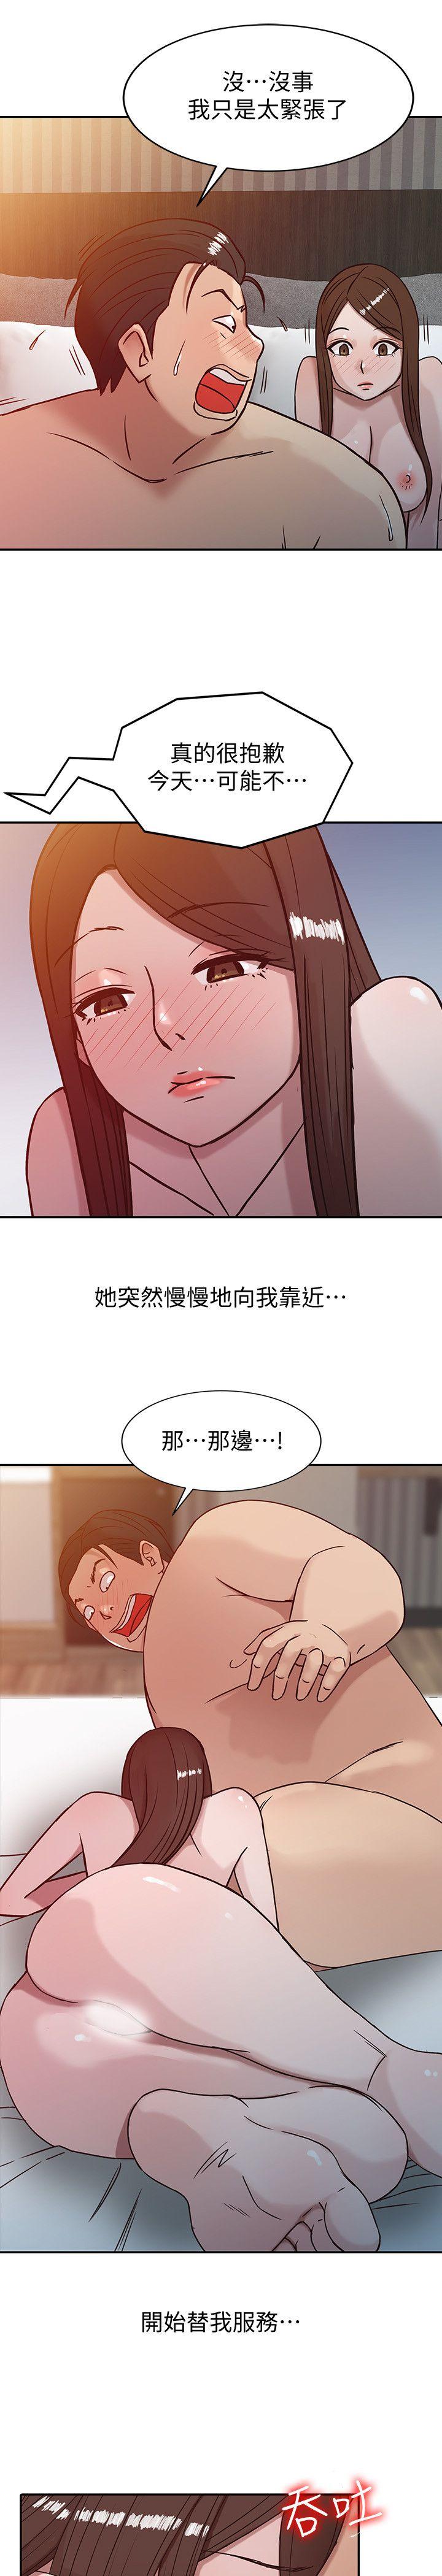 沒…沒事
我只是太緊張了
真的很抱歉
今天…可能不…
她突然慢慢地向我靠近…
那…那邊…!
開始替我服務…
吞吐